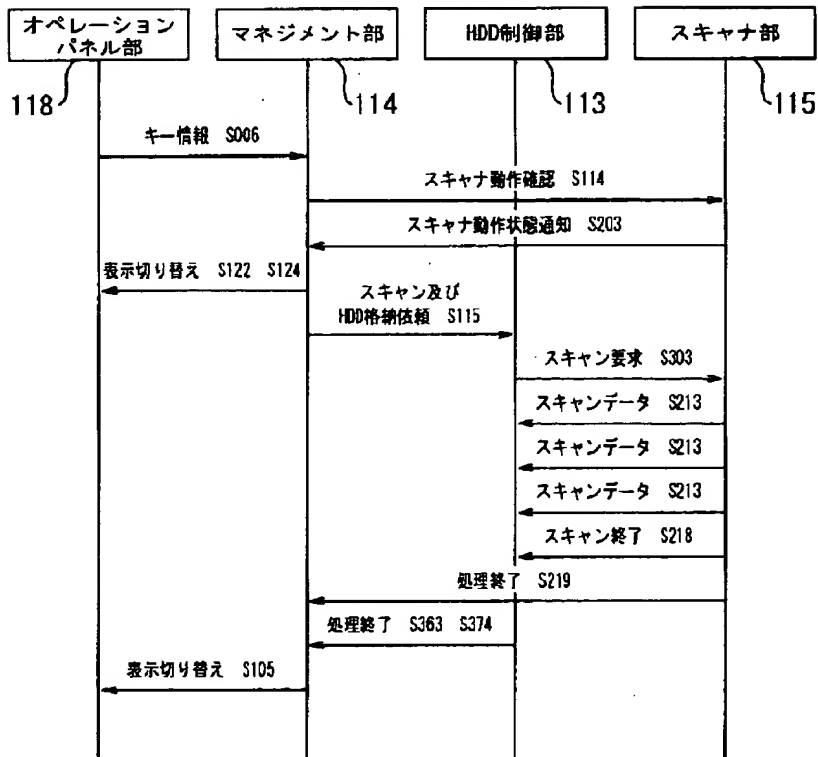 オペレーション
パネル部
マネジメント部
HDD制御部
スキャナ部
118
114
113
115
キー情報 S006
スキャナ動作確認 S114
スキャナ動作状態通知 S203
表示切り替え S122 S124
スキャン及び
HDD格納依頼 S115
スキャン要求 S303
スキャンデータ S213
スキャンデータ S213
スキャンデータ S213
スキャン終了 S218
処理終了 S219
処理終了 S363 S374
表示切り替え S105